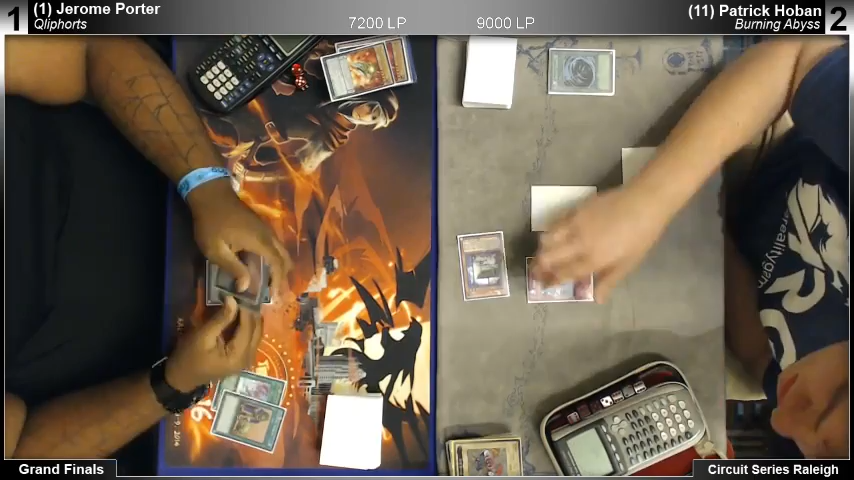 1
(1) Jerome Porter
Qliphorts
7200 LP
9000 LP
(11) Patrick Hoban
Burning Abyss
2
Grand Finals
Circuit Series Raleigh